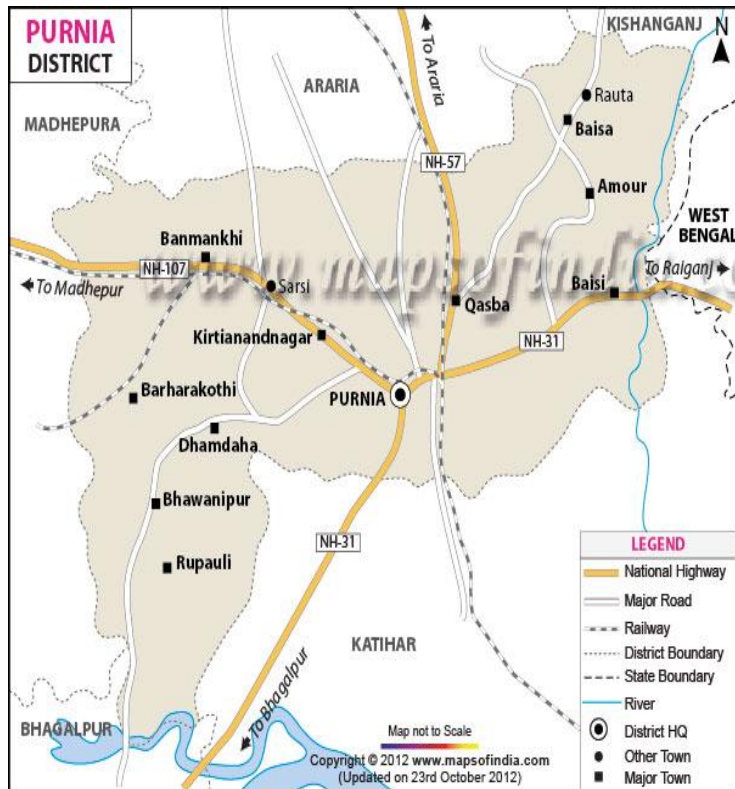 PURNIA
DISTRICT
KISHANGANJ
N
To Araria
ARARIA
Rauta
MADHEPURA
Baisa
NH-57
Amour
WEST
BENGAL
Banmankhi
NH-107
To Raiganj
www.mapsofindia.co
To Madhepur
Sarsi
Baisi
Qasba
Kirtianandnagar
NH-31
Barharakothi
PURNIA
Dhamdaha
Bhawanipur
NH-31
Rupauli
KATIHAR
To Bhagalpur
BHAGALPUR
LEGEND
National Highway
Major Road
Railway
District Boundary
State Boundary
River
District HQ
Other Town
Major Town
Map not to Scale
Copyright © 2012 www.mapsofindia.com
(Updated on 23rd October 2012)